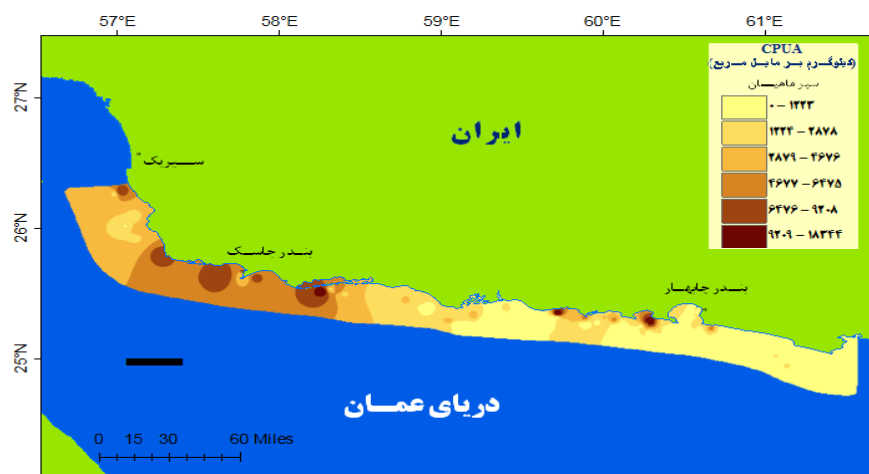 57°E 58°E 59°E 60°E 61°E
CPUA
(کیلوگرم بر مایل مربع)
سپر ماهیان
۰ – ۱۲۲۳
۱۲۲۴ – ۲۸۷۸
۲۸۷۹ – ۴۶۷۶
۴۶۷۷ – ۶۴۷۵
۶۴۷۶ – ۹۲۰۸
۹۲۰۹ – ۱۸۳۴۴
27°N
ایران
سیریک
26°N
بندر جاسک
بندر چابهار
25°N
دریای عمان
0 15 30 60 Miles